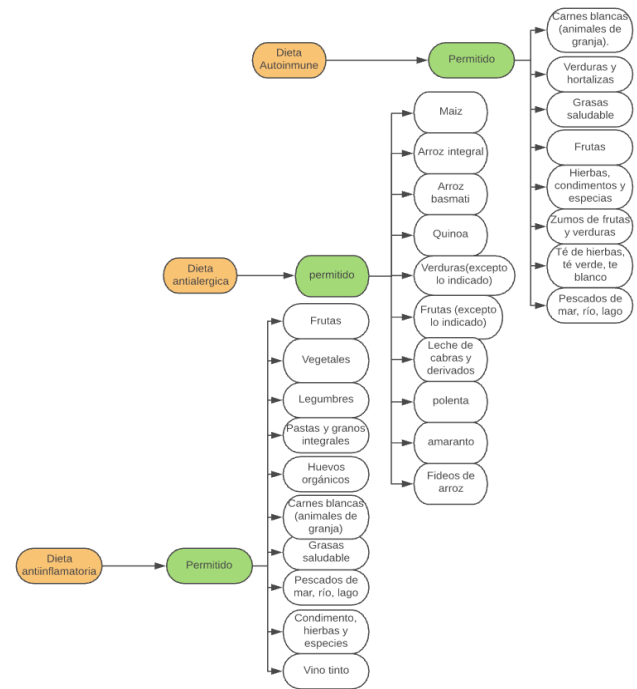 Dieta
Autoinmune
Permitido
Carnes blancas
(animales de
granja).
Verduras y
hortalizas
Grasas
saludable
Frutas
Hierbas,
condimentos y
especias
Zumos de frutas
y verduras
Té de hierbas,
té verde, te
blanco
Pescados de
mar, río, lago
Dieta
antialergica
permitido
Maiz
Arroz integral
Arroz
basmati
Quinoa
Verduras(excepto
lo indicado)
Frutas (excepto
lo indicado)
Leche de
cabras y
derivados
polenta
amaranto
Fideos de
arroz
Dieta
antiinflamatoria
Permitido
Frutas
Vegetales
Legumbres
Pastas y granos
integrales
Huevos
orgánicos
Carnes blancas
(animales de
granja)
Grasas
saludable
Pescados de
mar, río, lago
Condimento,
hierbas y
especies
Vino tinto